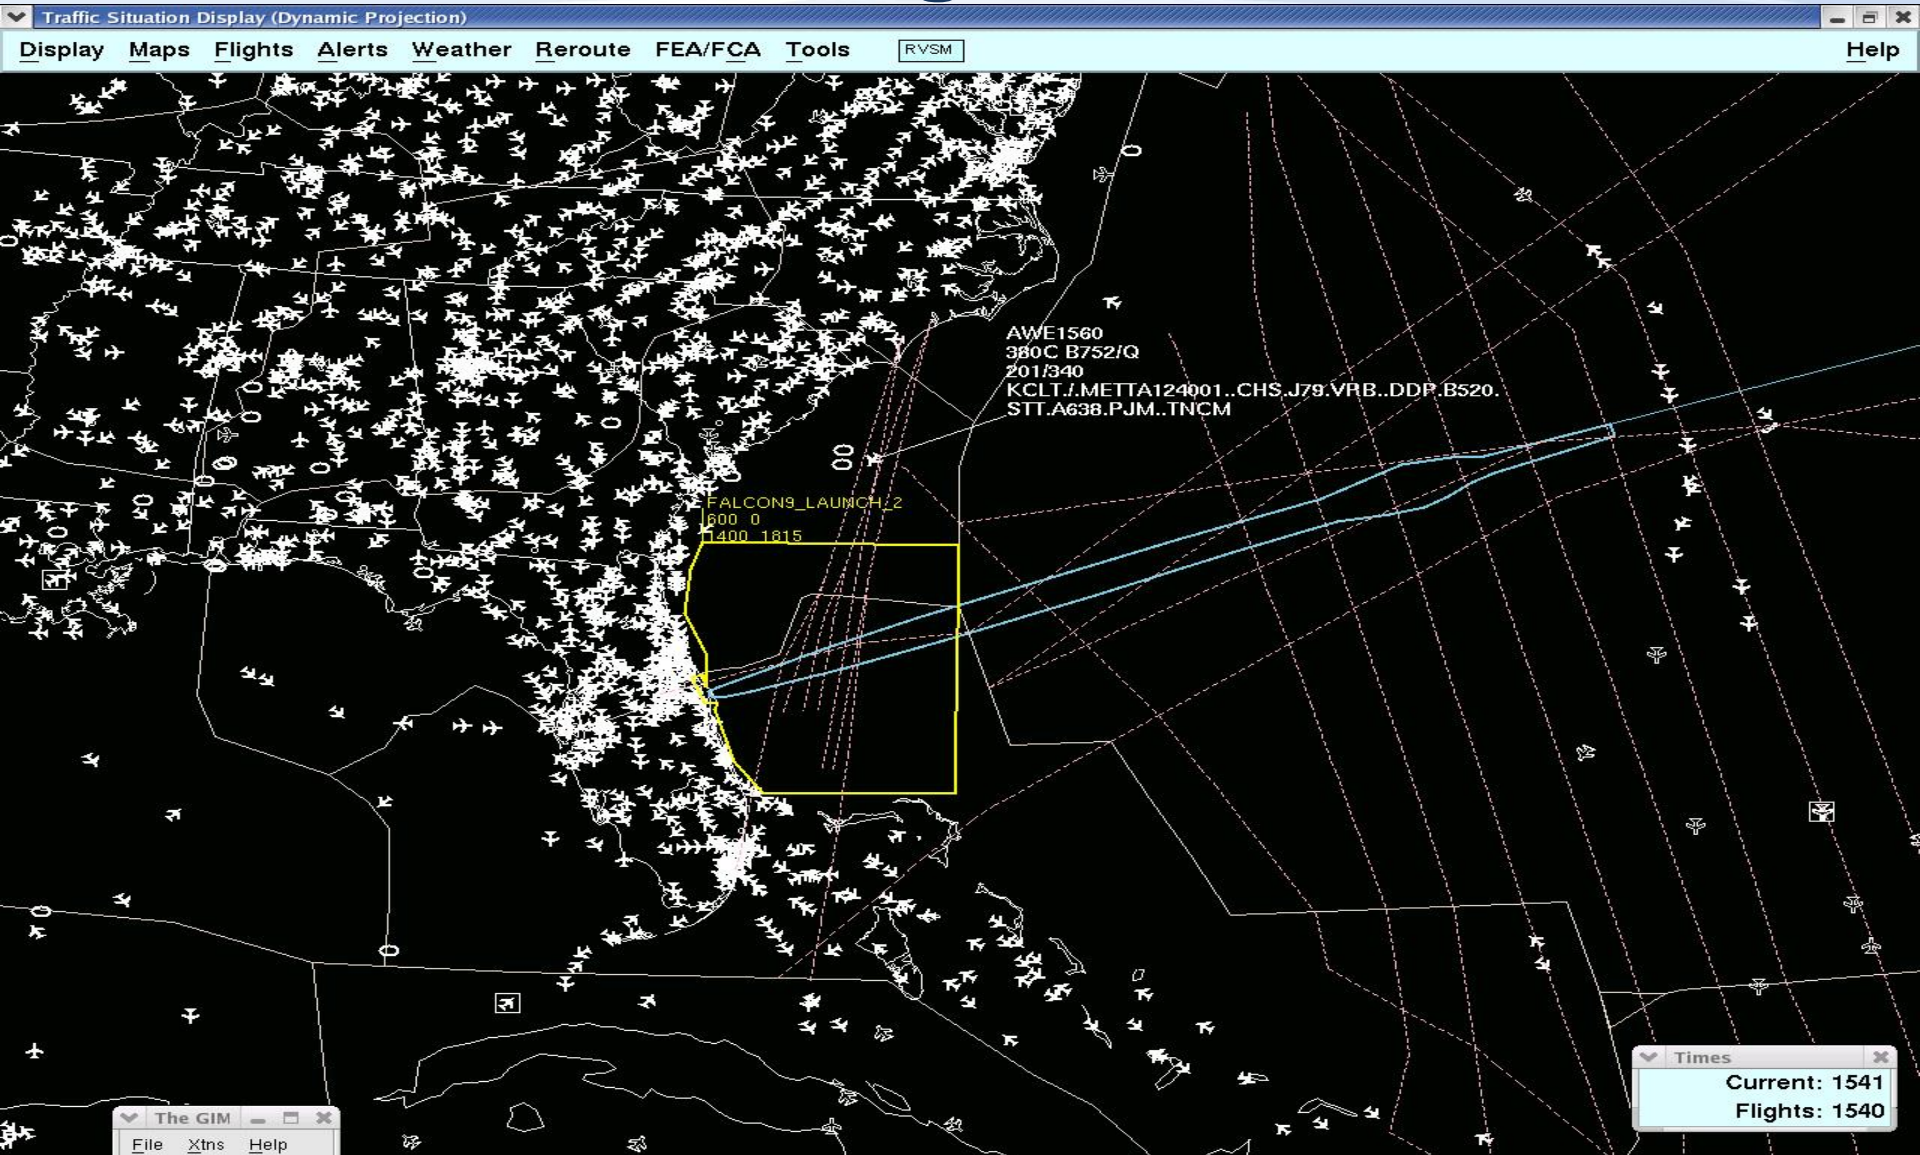 Traffic Situation Display (Dynamic Projection)
Display Maps Flights Alerts Weather Reroute FEA/FCA Tools RVSM Help
AWE1560
380C B752/Q
201/340
KCLT./.METTA124001..CHS.J79.VRB..DDP.B520.
STT.A638.PJM..TNCM
FALCON9_LAUNCH_2
600 0
1400 1815
Times
Current: 1541
Flights: 1540
The GIM
File Xtns Help